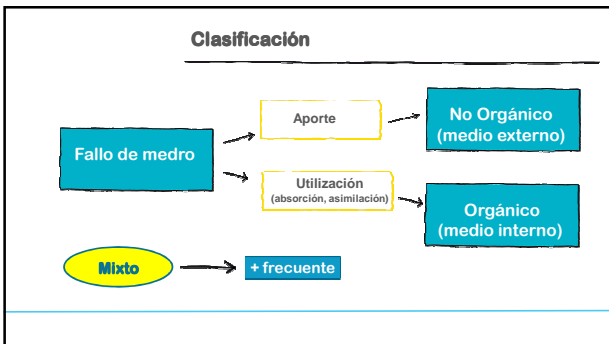 Clasificación
Aporte
No Orgánico
(medio externo)
Fallo de medro
Utilización
(absorción, asimilación)
Orgánico
(medio interno)
Mixto
+ frecuente